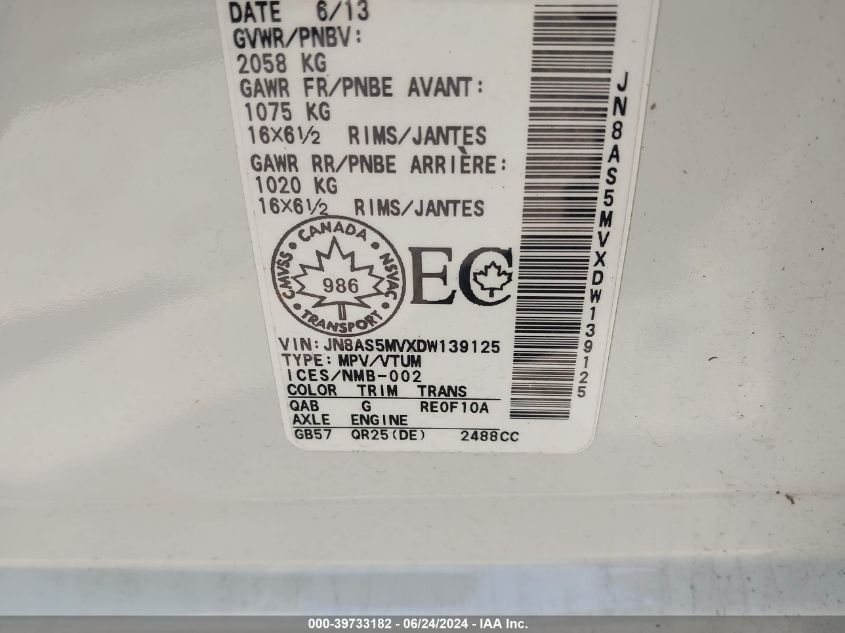 DATE 6/13
GVWR/PNBV:
2058 KG
GAWR FR/PNBE AVANT:
1075 KG
16X6½ RIMS/JANTES
GAWR RR/PNBE ARRIÈRE:
1020 KG
16X6½ RIMS/JANTES
CANADA
CMVSS
NSVAC
986
TRANSPORT
EC
VIN: JN8AS5MVXDW139125
TYPE: MPV/VTUM
ICES/NMB-002
COLOR TRIM TRANS
QAB G RE0F10A
AXLE ENGINE
GB57 QR25(DE) 2488CC
JN8AS5MVXDW139125
000-39733182 - 06/24/2024 - IAA Inc.